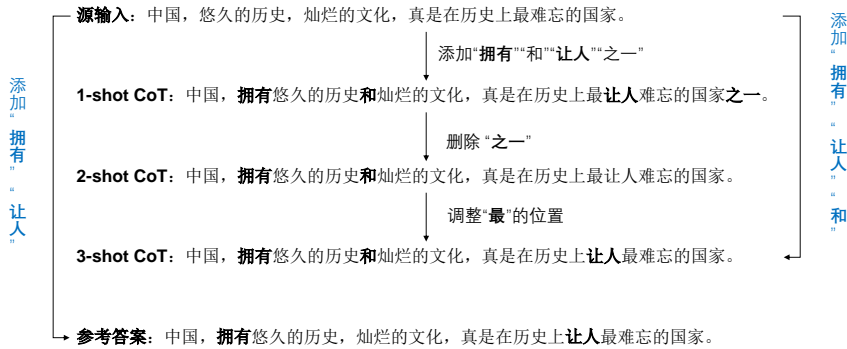 源输入：中国，悠久的历史，灿烂的文化，真是在历史上最难忘的国家。
添加“拥有”“和”“让人”“之一”
1-shot CoT：中国，拥有悠久的历史和灿烂的文化，真是在历史上最让人难忘的国家之一。
删除 “之一”
2-shot CoT：中国，拥有悠久的历史和灿烂的文化，真是在历史上最让人难忘的国家。
调整“最”的位置
3-shot CoT：中国，拥有悠久的历史和灿烂的文化，真是在历史上让人最难忘的国家。
参考答案：中国，拥有悠久的历史，灿烂的文化，真是在历史上让人最难忘的国家。
添加“拥有”“让人”
添加“拥有”“让人”“和”